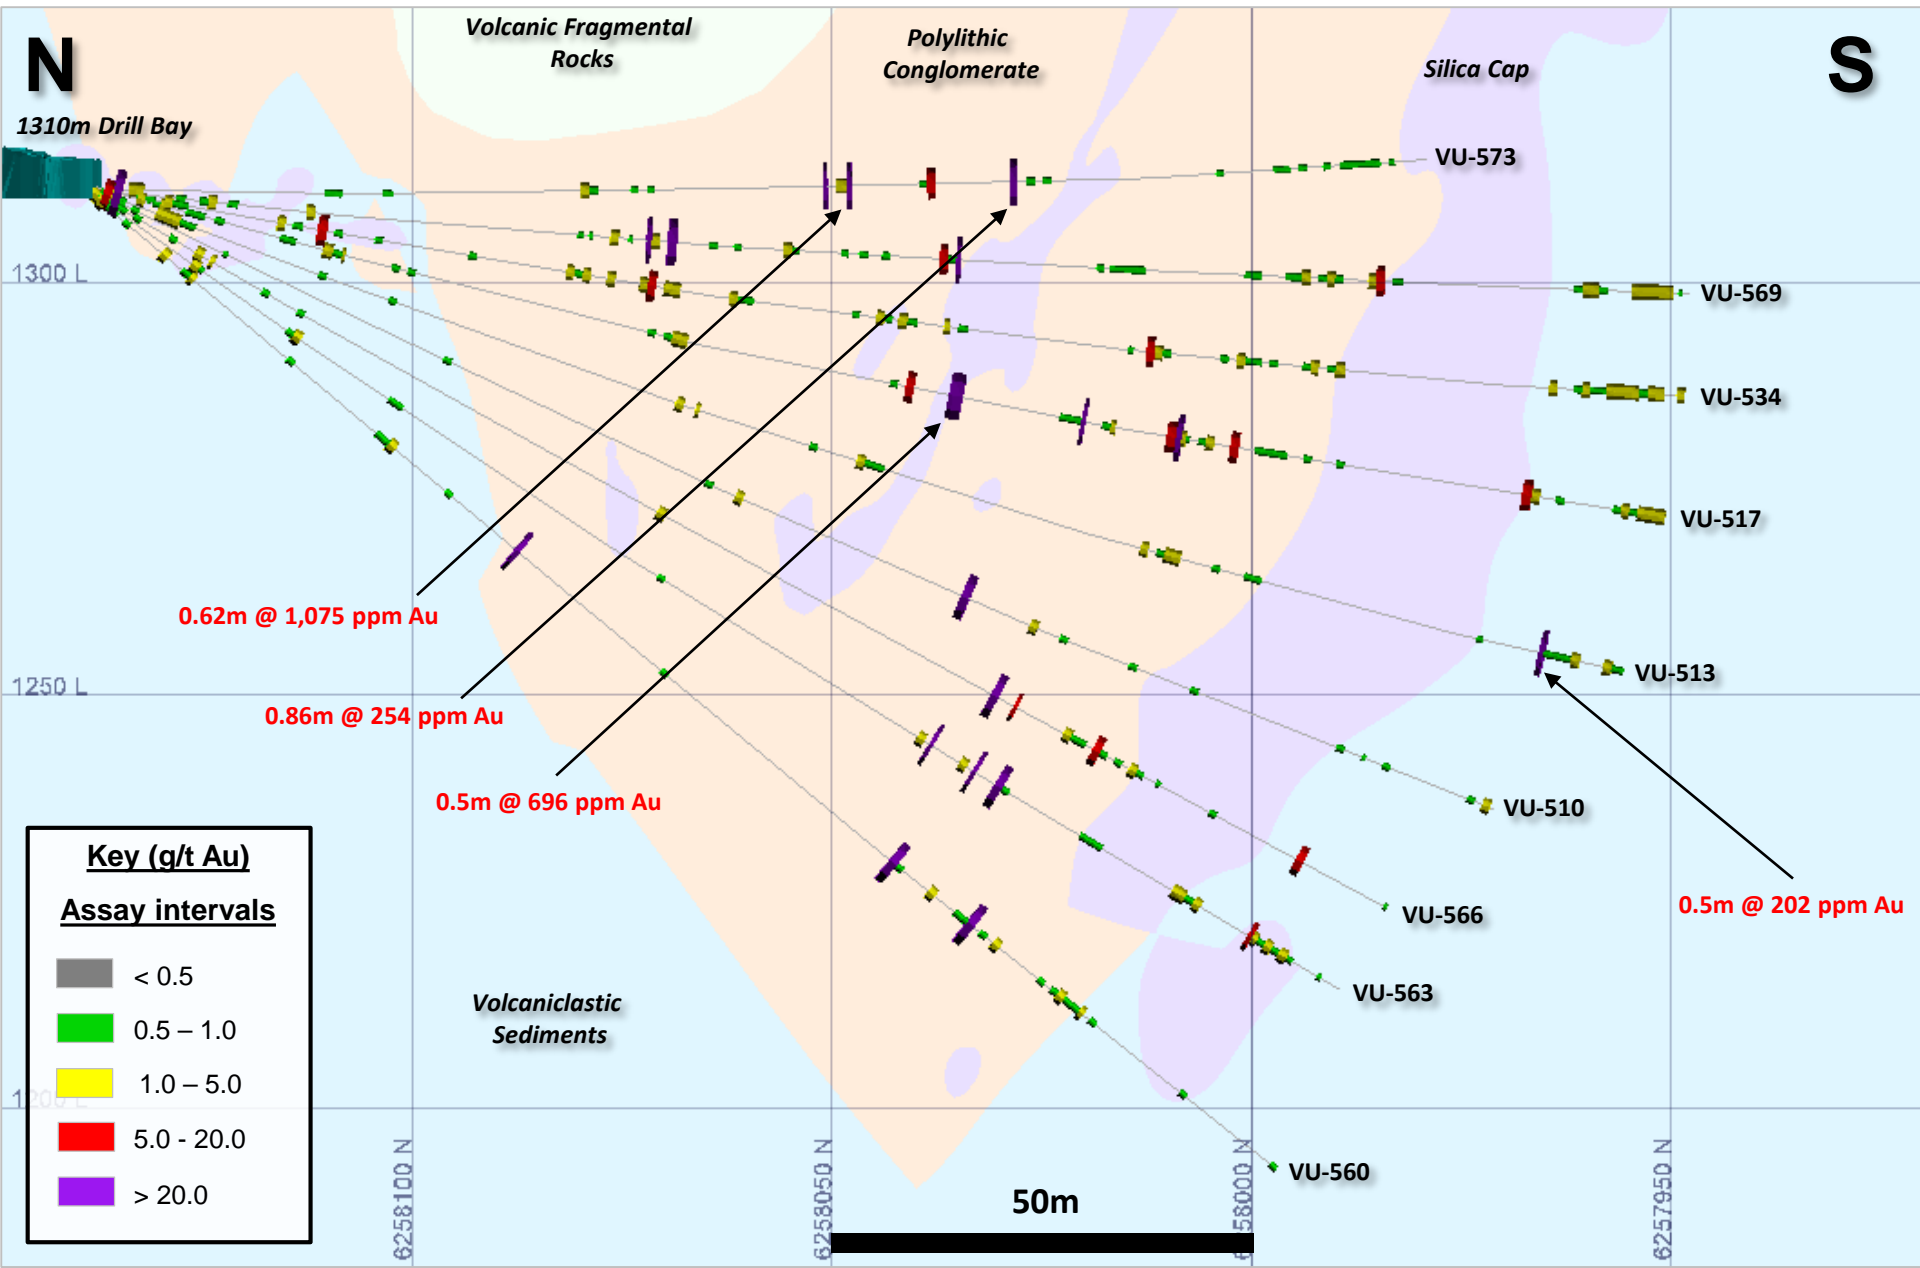 N
S
Volcanic Fragmental
Rocks
Polylithic
Conglomerate
Silica Cap
1310m Drill Bay
VU-573
1300 L
VU-569
VU-534
VU-517
0.62m @ 1,075 ppm Au
1250 L
VU-513
0.86m @ 254 ppm Au
0.5m @ 696 ppm Au
VU-510
Key (g/t Au)
Assay intervals
< 0.5
0.5 – 1.0
1.0 – 5.0
5.0 - 20.0
> 20.0
VU-566
0.5m @ 202 ppm Au
VU-563
Volcaniclastic
Sediments
1200 L
VU-560
50m
6258100 N
6258050 N
6258000 N
6257950 N